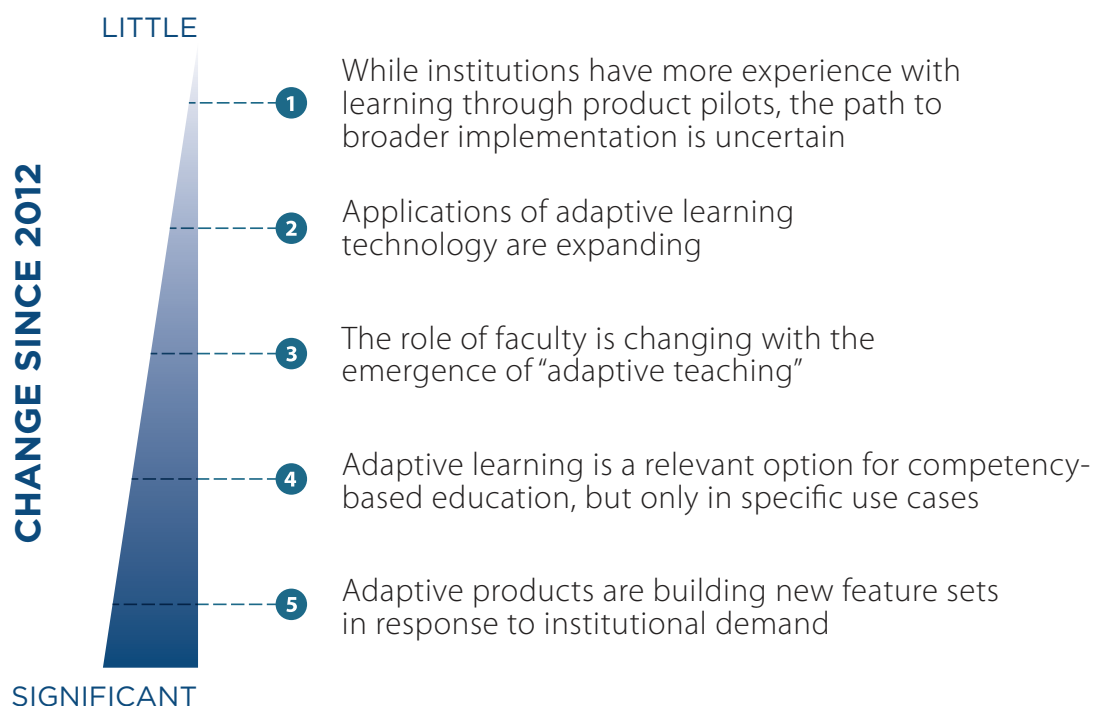 LITTLE
CHANGE SINCE 2012
1
While institutions have more experience with
learning through product pilots, the path to
broader implementation is uncertain
2
Applications of adaptive learning
technology are expanding
3
The role of faculty is changing with the
emergence of “adaptive teaching”
4
Adaptive learning is a relevant option for competency-
based education, but only in specific use cases
5
Adaptive products are building new feature sets
in response to institutional demand
SIGNIFICANT